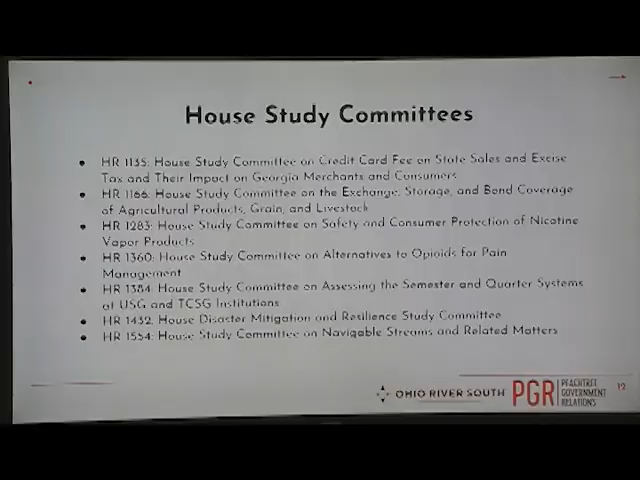 House Study Committees
• HR 1135: House Study Committee on Credit Card Fee on State Sales and Excise
Tax and Their Impact on Georgia Merchants and Consumers
• HR 1166: House Study Committee on the Exchange, Storage, and Bond Coverage
of Agricultural Products, Grain, and Livestock
• HR 1283: House Study Committee on Safety and Consumer Protection of Nicotine
Vapor Products
• HR 1360: House Study Committee on Alternatives to Opioids for Pain
Management
• HR 1384: House Study Committee on Assessing the Semester and Quarter Systems
at USG and TCSG Institutions
• HR 1432: House Disaster Mitigation and Resilience Study Committee
• HR 1554: House Study Committee on Navigable Streams and Related Matters
OHIO RIVER SOUTH
PGR
PEACHTREE
GOVERNMENT
RELATIONS
12